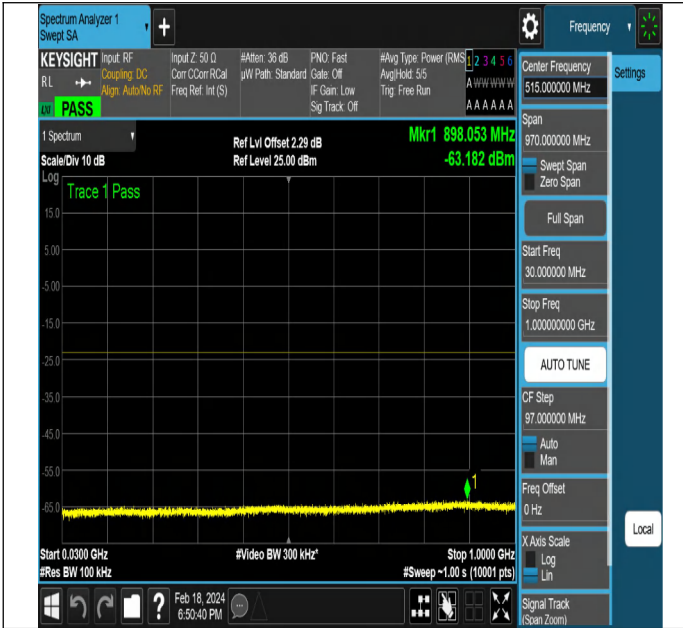 Spectrum Analyzer 1
Swept SA
+
Frequency
KEYSIGHT
RL
LXI
PASS
Input: RF
Coupling: DC
Align: Auto/No RF
Input Z: 50 Ω
Corr CCorr RCal
Freq Ref: Int (S)
#Atten: 36 dB
µW Path: Standard
PNO: Fast
Gate: Off
IF Gain: Low
Sig Track: Off
#Avg Type: Power (RMS
Avg|Hold: 5/5
Trig: Free Run
1 2 3 4 5 6
A W W W W W
A A A A A A
1 Spectrum
Scale/Div 10 dB
Ref Lvl Offset 2.29 dB
Ref Level 25.00 dBm
Mkr1 898.053 MHz
-63.182 dBm
Log
Trace 1 Pass
15.0
5.00
-5.00
-15.0
-25.0
-35.0
-45.0
-55.0
-65.0
1
Start 0.0300 GHz
#Res BW 100 kHz
#Video BW 300 kHz*
Stop 1.0000 GHz
#Sweep ~1.00 s (10001 pts)
?
Feb 18, 2024
6:50:40 PM
Center Frequency
515.000000 MHz
Span
970.000000 MHz
Swept Span
Zero Span
Full Span
Start Freq
30.000000 MHz
Stop Freq
1.000000000 GHz
AUTO TUNE
CF Step
97.000000 MHz
Auto
Man
Freq Offset
0 Hz
X Axis Scale
Log
Lin
Signal Track
(Span Zoom)
Settings
Local